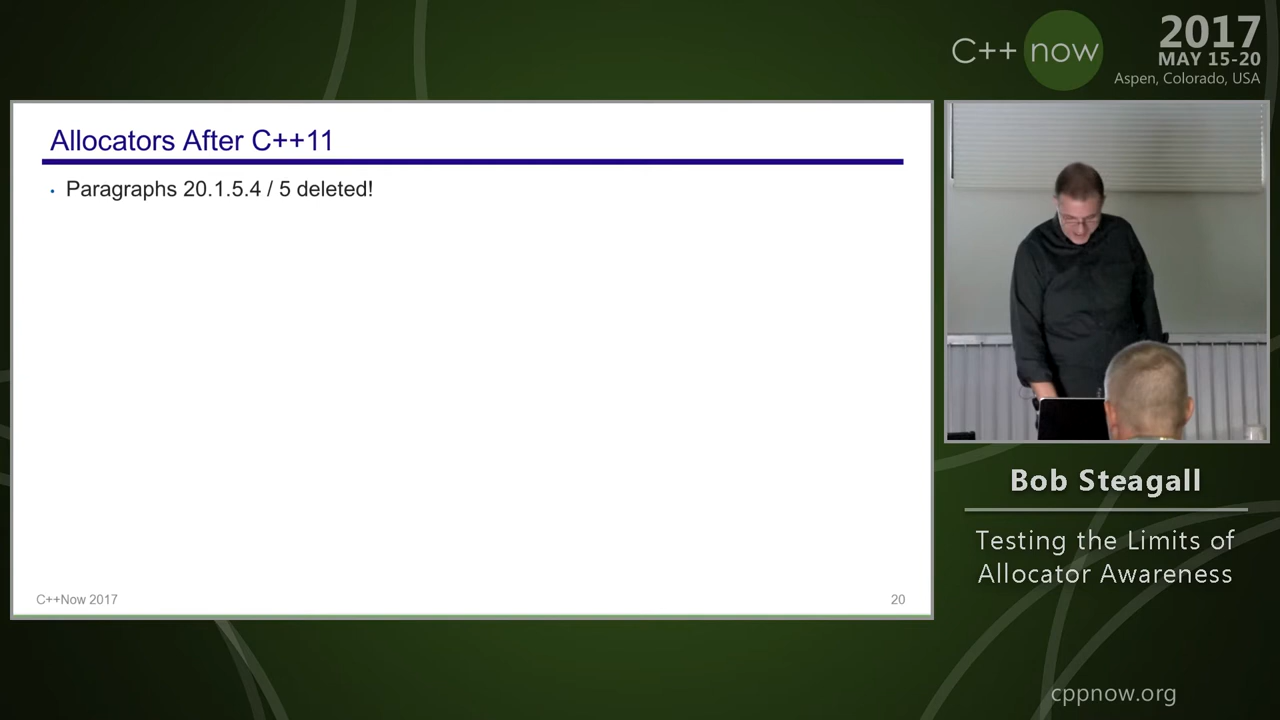 C++ now
2017
MAY 15-20
Aspen, Colorado, USA
Allocators After C++11
• Paragraphs 20.1.5.4 / 5 deleted!
C++Now 2017
20
Bob Steagall
Testing the Limits of
Allocator Awareness
cppnow.org